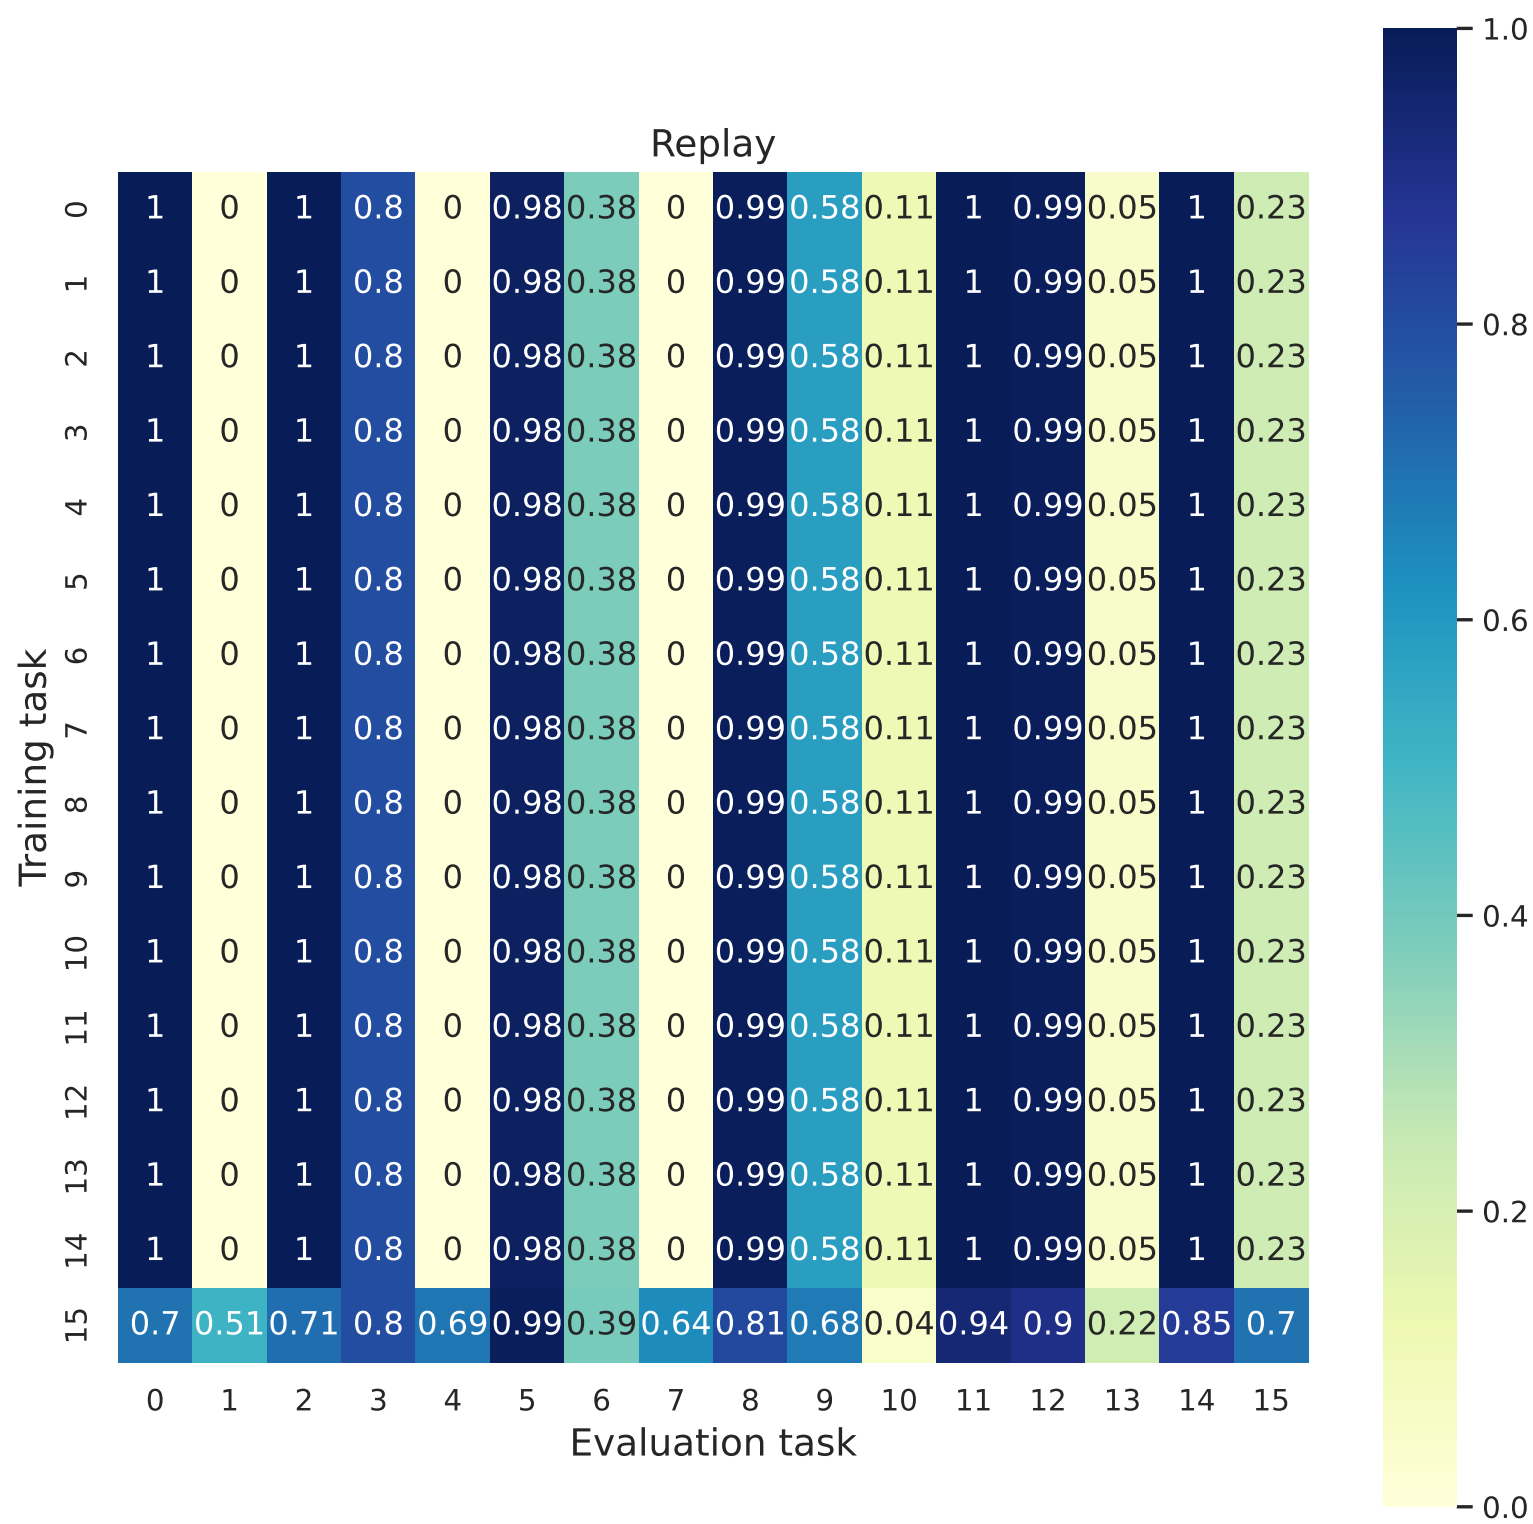 Replay
0 1 0 1 0.8 0 0.98 0.38 0 0.99 0.58 0.11 1 0.99 0.05 1 0.23
1 1 0 1 0.8 0 0.98 0.38 0 0.99 0.58 0.11 1 0.99 0.05 1 0.23
2 1 0 1 0.8 0 0.98 0.38 0 0.99 0.58 0.11 1 0.99 0.05 1 0.23
3 1 0 1 0.8 0 0.98 0.38 0 0.99 0.58 0.11 1 0.99 0.05 1 0.23
4 1 0 1 0.8 0 0.98 0.38 0 0.99 0.58 0.11 1 0.99 0.05 1 0.23
5 1 0 1 0.8 0 0.98 0.38 0 0.99 0.58 0.11 1 0.99 0.05 1 0.23
6 1 0 1 0.8 0 0.98 0.38 0 0.99 0.58 0.11 1 0.99 0.05 1 0.23
7 1 0 1 0.8 0 0.98 0.38 0 0.99 0.58 0.11 1 0.99 0.05 1 0.23
8 1 0 1 0.8 0 0.98 0.38 0 0.99 0.58 0.11 1 0.99 0.05 1 0.23
9 1 0 1 0.8 0 0.98 0.38 0 0.99 0.58 0.11 1 0.99 0.05 1 0.23
10 1 0 1 0.8 0 0.98 0.38 0 0.99 0.58 0.11 1 0.99 0.05 1 0.23
11 1 0 1 0.8 0 0.98 0.38 0 0.99 0.58 0.11 1 0.99 0.05 1 0.23
12 1 0 1 0.8 0 0.98 0.38 0 0.99 0.58 0.11 1 0.99 0.05 1 0.23
13 1 0 1 0.8 0 0.98 0.38 0 0.99 0.58 0.11 1 0.99 0.05 1 0.23
14 1 0 1 0.8 0 0.98 0.38 0 0.99 0.58 0.11 1 0.99 0.05 1 0.23
15 0.7 0.51 0.71 0.8 0.69 0.99 0.39 0.64 0.81 0.68 0.04 0.94 0.9 0.22 0.85 0.7
0 1 2 3 4 5 6 7 8 9 10 11 12 13 14 15
Evaluation task
Training task
1.0
0.8
0.6
0.4
0.2
0.0